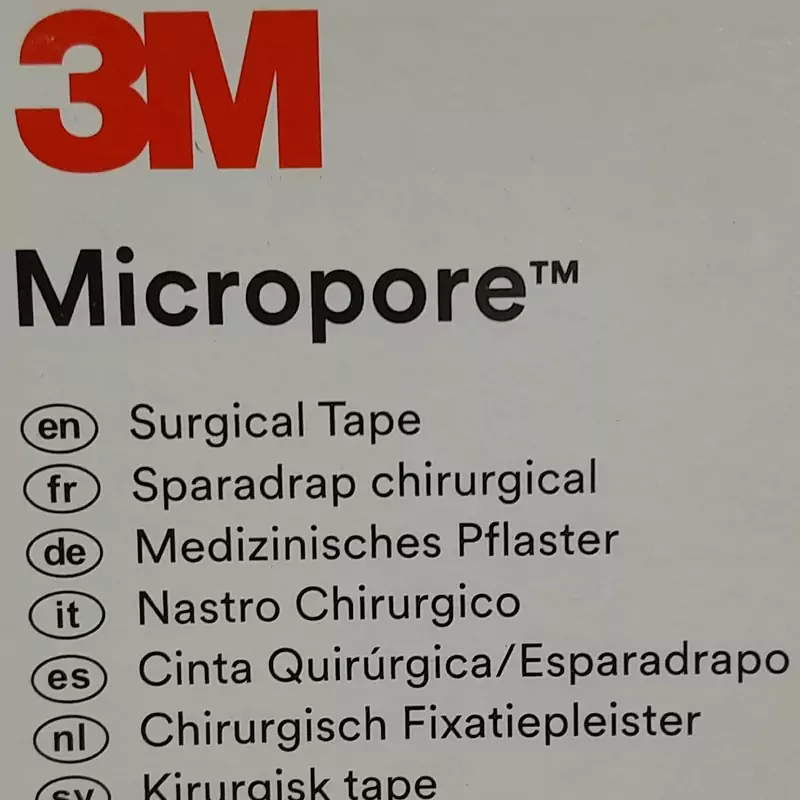 3M
Micropore™
en Surgical Tape
fr Sparadrap chirurgical
de Medizinisches Pflaster
it Nastro Chirurgico
es Cinta Quirúrgica/Esparadrapo
nl Chirurgisch Fixatiepleister
sv Kirurgisk tape